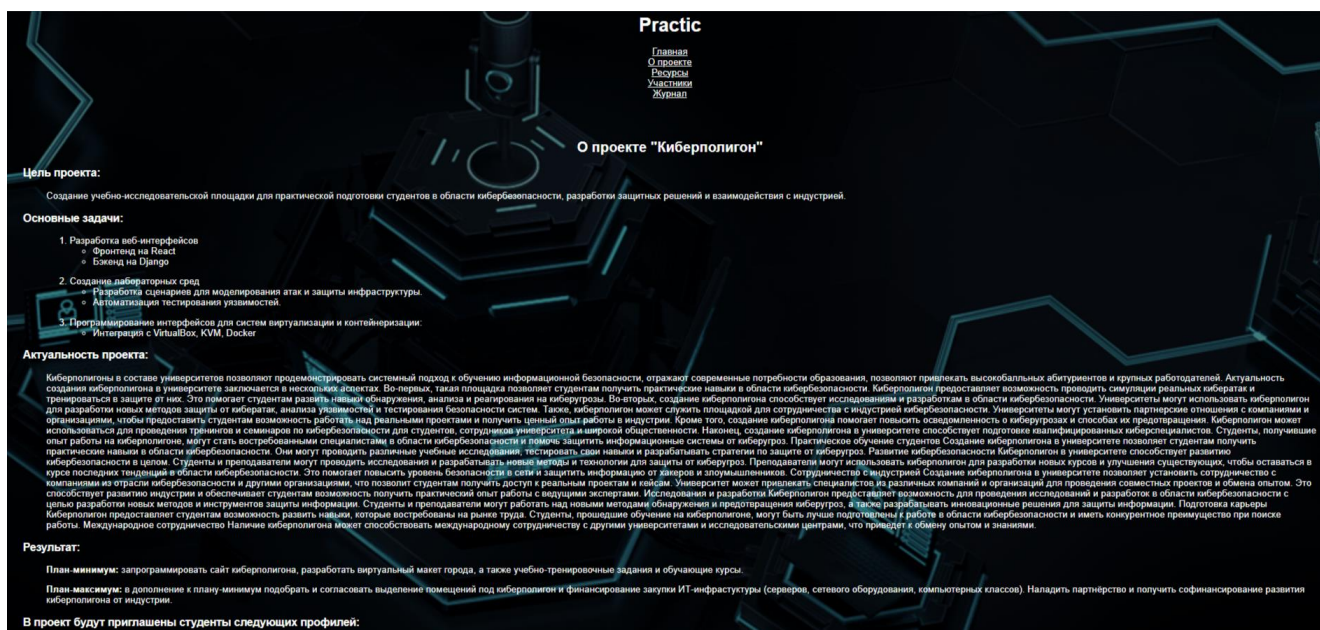 Practic
Главная
О проекте
Ресурсы
Участники
Журнал
О проекте "Киберполигон"
Цель проекта:
Создание учебно-исследовательской площадки для практической подготовки студентов в области кибербезопасности, разработки защитных решений и взаимодействия с индустрией.
Основные задачи:
1. Разработка веб-интерфейсов
Фронтенд на React
Бэкенд на Django
2. Создание лабораторных сред
Разработка сценариев для моделирования атак и защиты инфраструктуры.
Автоматизация тестирования уязвимостей.
3. Программирование интерфейсов для систем виртуализации и контейнеризации:
Интеграция с VirtualBox, KVM, Docker
Актуальность проекта:
Киберполигоны в составе университетов позволяют продемонстрировать системный подход к обучению информационной безопасности, отражают современные потребности образования, позволяют привлекать высокобальных абитуриентов и крупных работодателей. Актуальность
создания киберполигона в университете заключается в нескольких аспектах. Во-первых, такая площадка позволяет студентам получить практические навыки в области кибербезопасности. Киберполигон предоставляет возможность проводить симуляции реальных кибератак и
тренироваться в защите от них. Это помогает студентам развить навыки обнаружения, анализа и реагирования на киберугрозы. Во-вторых, создание киберполигона способствует исследованиям и разработкам в области кибербезопасности. Университеты могут использовать киберполигон
для разработки новых методов защиты от кибератак, анализа уязвимостей и тестирования безопасности систем. Также, киберполигон может служить площадкой для сотрудничества с индустрией кибербезопасности. Университеты могут установить партнерские отношения с компаниями и
организациями, чтобы предоставить студентам возможность работать над реальными проектами и получить ценный опыт работы в индустрии. Кроме того, создание киберполигона помогает повысить осведомленность о киберугрозах и способах их предотвращения. Киберполигон может
использоваться для проведения тренингов и семинаров по кибербезопасности для студентов, сотрудников университета и широкой общественности. Наконец, создание киберполигона в университете способствует подготовке квалифицированных киберспециалистов. Студенты, получившие
опыт работы на киберполигоне, могут стать востребованными специалистами в области кибербезопасности и помочь защитить информационные системы от киберугроз. Практическое обучение студентов Создание киберполигона в университете позволяет студентам получить
практические навыки в области кибербезопасности. Они могут проводить различные учебные исследования, тестировать свои навыки и разрабатывать стратегии по защите от киберугроз. Развитие кибербезопасности Киберполигон в университете способствует развитию
кибербезопасности в целом. Студенты и преподаватели могут проводить исследования и разрабатывать новые методы и технологии для защиты от киберугроз. Преподаватели могут использовать киберполигон для разработки новых курсов и улучшения существующих, чтобы оставаться в
курсе последних тенденций в области кибербезопасности. Это помогает повысить уровень безопасности в сети и защитить информацию от хакеров и злоумышленников. Сотрудничество с индустрией Создание киберполигона в университете позволяет установить сотрудничество с
компаниями из отрасли кибербезопасности и другими организациями, что позволит студентам получить доступ к реальным проектам и кейсам. Университет может привлекать специалистов из различных компаний и организаций для проведения совместных проектов и обмена опытом. Это
способствует развитию индустрии и обеспечивает студентам возможность получить практический опыт работы с ведущими экспертами. Исследования и разработки Киберполигон предоставляет возможность для проведения исследований и разработок в области кибербезопасности с
целью разработки новых методов и инструментов защиты информации. Студенты и преподаватели могут работать над новыми методами обнаружения и предотвращения киберугроз, а также разрабатывать инновационные решения для защиты информации. Подготовка карьеры
Киберполигон предоставляет студентам возможность развить навыки, которые востребованы на рынке труда. Студенты, прошедшие обучение на киберполигоне, могут быть лучше подготовлены к работе в области кибербезопасности и иметь конкурентное преимущество при поиске
работы. Международное сотрудничество Наличие киберполигона может способствовать международному сотрудничеству с другими университетами и исследовательскими центрами, что приведет к обмену опытом и знаниями.
Результат:
План-минимум: запрограммировать сайт киберполигона, разработать виртуальный макет города, а также учебно-тренировочные задания и обучающие курсы.
План-максимум: в дополнение к плану-минимум подобрать и согласовать выделение помещений под киберполигон и финансирование закупки ИТ-инфрастуктуры (серверов, сетевого оборудования, компьютерных классов). Наладить партнёрство и получить софинансирование развития
киберполигона от индустрии.
В проект будут приглашены студенты следующих профилей: